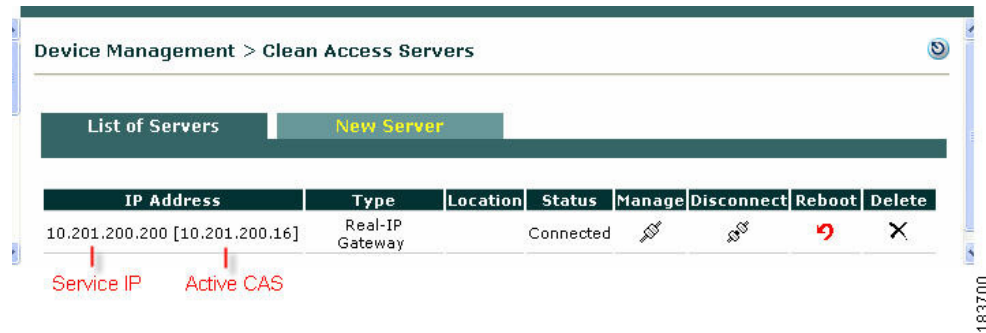 Device Management > Clean Access Servers
List of Servers New Server
IP Address Type Location Status Manage Disconnect Reboot Delete
10.201.200.200 [10.201.200.16] Real-IP Gateway Connected
Service IP Active CAS
183700